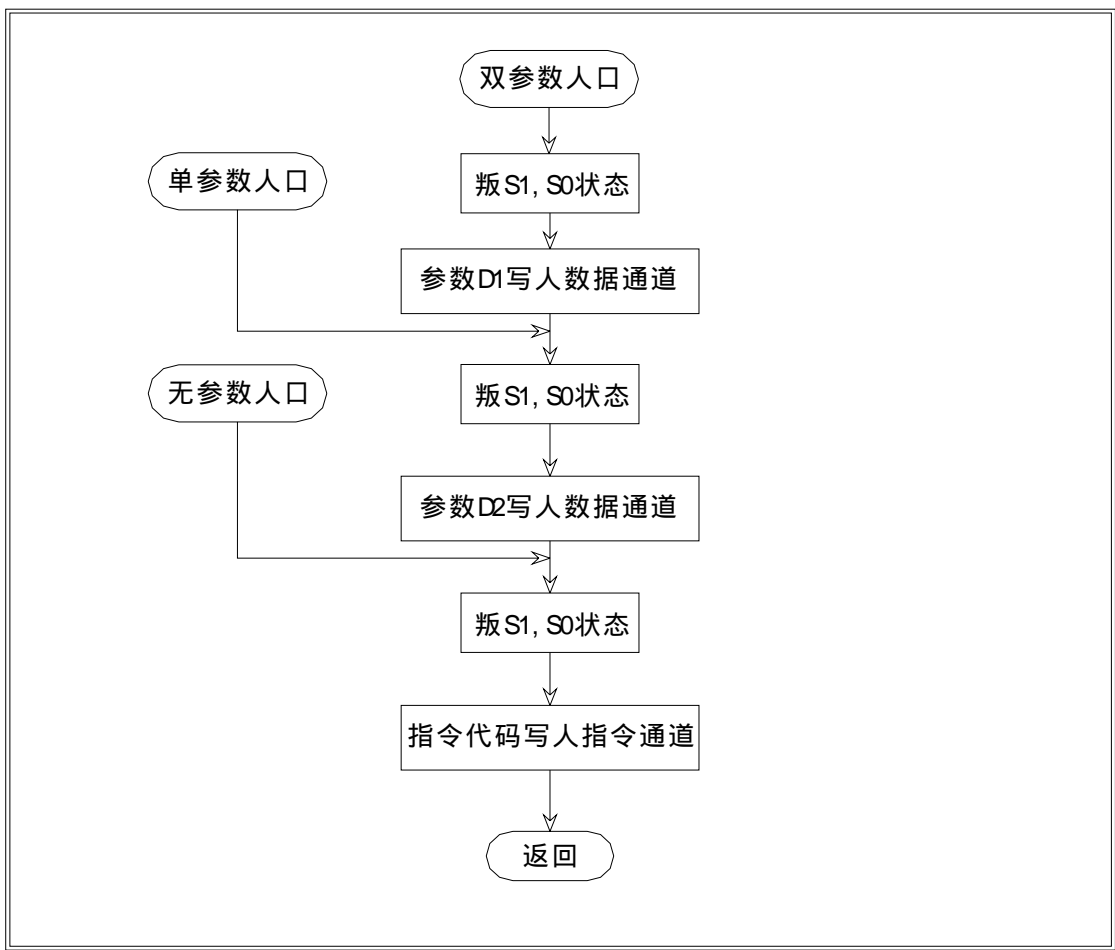 双参数人口
叛S1, S0状态
单参数人口
参数D1写人数据通道
叛S1, S0状态
无参数人口
参数D2写人数据通道
叛S1, S0状态
指令代码写人指令通道
返回